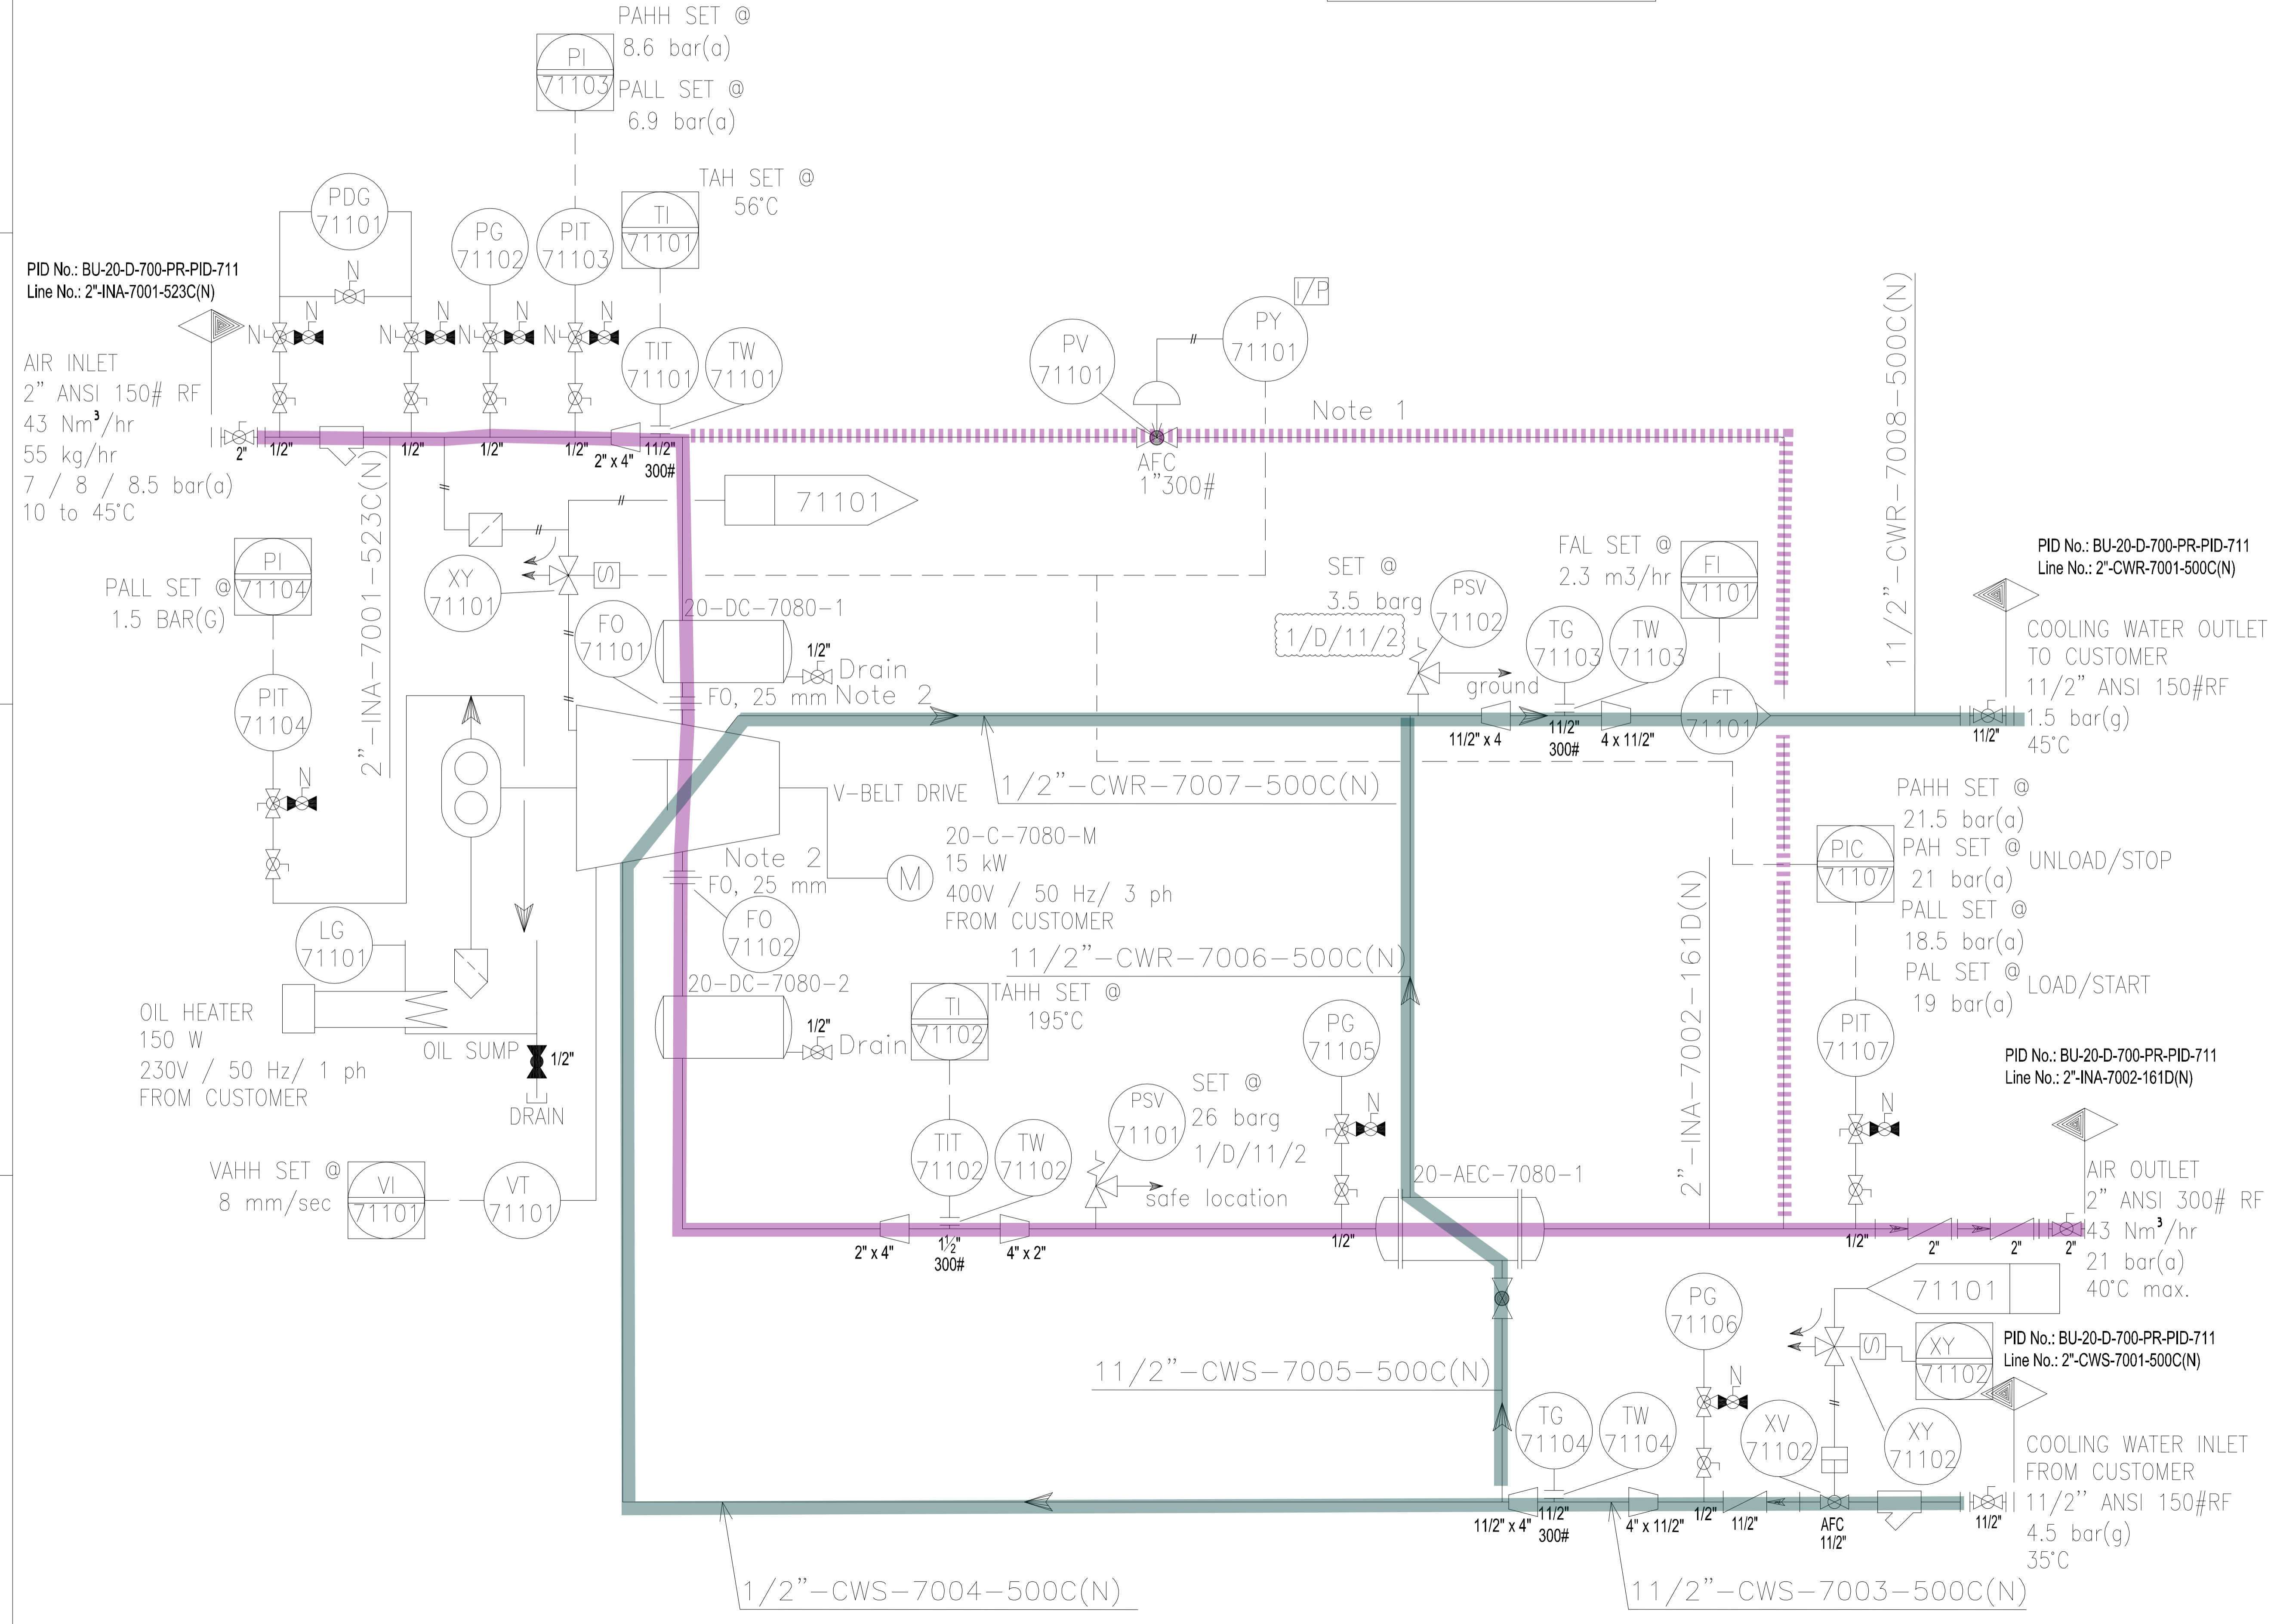 PAHH SET @
8.6 bar(a)
PI
71103
PALL SET @
6.9 bar(a)
TAH SET @
56°C
TI
71101
PDG
71101
PG
71102
PIT
71103
PID No.: BU-20-D-700-PR-PID-711
Line No.: 2"-INA-7001-523C(N)
N
N
N
N
N
N
N
N
N
TIT
71101
TW
71101
I/P
PY
71101
PV
71101
AIR INLET
2" ANSI 150# RF
43 Nm³/hr
55 kg/hr
7 / 8 / 8.5 bar(a)
10 to 45°C
2"
1/2"
1/2"
1/2"
1/2"
2" x 4"
11/2"
300#
Note 1
AFC
1"300#
11/2"-CWR-7008-500C(N)
2"-INA-7001-523C(N)
71101
PI
71104
PALL SET @
1.5 BAR(G)
XY
71101
S
FO
71101
20-DC-7080-1
1/2"
Drain
FO, 25 mm
Note 2
SET @
3.5 barg
1/D/11/2
PSV
71102
ground
FAL SET @
2.3 m3/hr
FI
71101
TG
71103
TW
71103
FT
71101
PID No.: BU-20-D-700-PR-PID-711
Line No.: 2"-CWR-7001-500C(N)
COOLING WATER OUTLET
TO CUSTOMER
11/2" ANSI 150#RF
1.5 bar(g)
45°C
11/2"
PIT
71104
N
11/2" x 4
11/2"
300#
4 x 11/2"
1/2"-CWR-7007-500C(N)
V-BELT DRIVE
20-C-7080-M
15 kW
400V / 50 Hz/ 3 ph
FROM CUSTOMER
M
Note 2
FO, 25 mm
FO
71102
PAHH SET @
21.5 bar(a)
PAH SET @
21 bar(a)
UNLOAD/STOP
PALL SET @
18.5 bar(a)
PAL SET @
19 bar(a)
LOAD/START
PIC
71107
LG
71101
OIL HEATER
150 W
230V / 50 Hz/ 1 ph
FROM CUSTOMER
OIL SUMP
1/2"
DRAIN
11/2"-CWR-7006-500C(N)
20-DC-7080-2
1/2"
Drain
TI
71102
TAHH SET @
195°C
PG
71105
N
2"-INA-7002-161D(N)
PIT
71107
N
PID No.: BU-20-D-700-PR-PID-711
Line No.: 2"-INA-7002-161D(N)
SET @
26 barg
1/D/11/2
PSV
71101
safe location
TIT
71102
TW
71102
20-AEC-7080-1
VAHH SET @
8 mm/sec
VI
71101
VT
71101
2" x 4"
1½"
300#
4" x 2"
1/2"
1/2"
2"
2"
2"
AIR OUTLET
2" ANSI 300# RF
43 Nm³/hr
21 bar(a)
40°C max.
71101
PG
71106
N
S
XY
71102
PID No.: BU-20-D-700-PR-PID-711
Line No.: 2"-CWS-7001-500C(N)
11/2"-CWS-7005-500C(N)
TG
71104
TW
71104
XV
71102
XY
71102
COOLING WATER INLET
FROM CUSTOMER
11/2" ANSI 150#RF
4.5 bar(g)
35°C
11/2" x 4"
11/2"
300#
4" x 11/2"
1/2"
11/2"
AFC
11/2"
11/2"
1/2"-CWS-7004-500C(N)
11/2"-CWS-7003-500C(N)